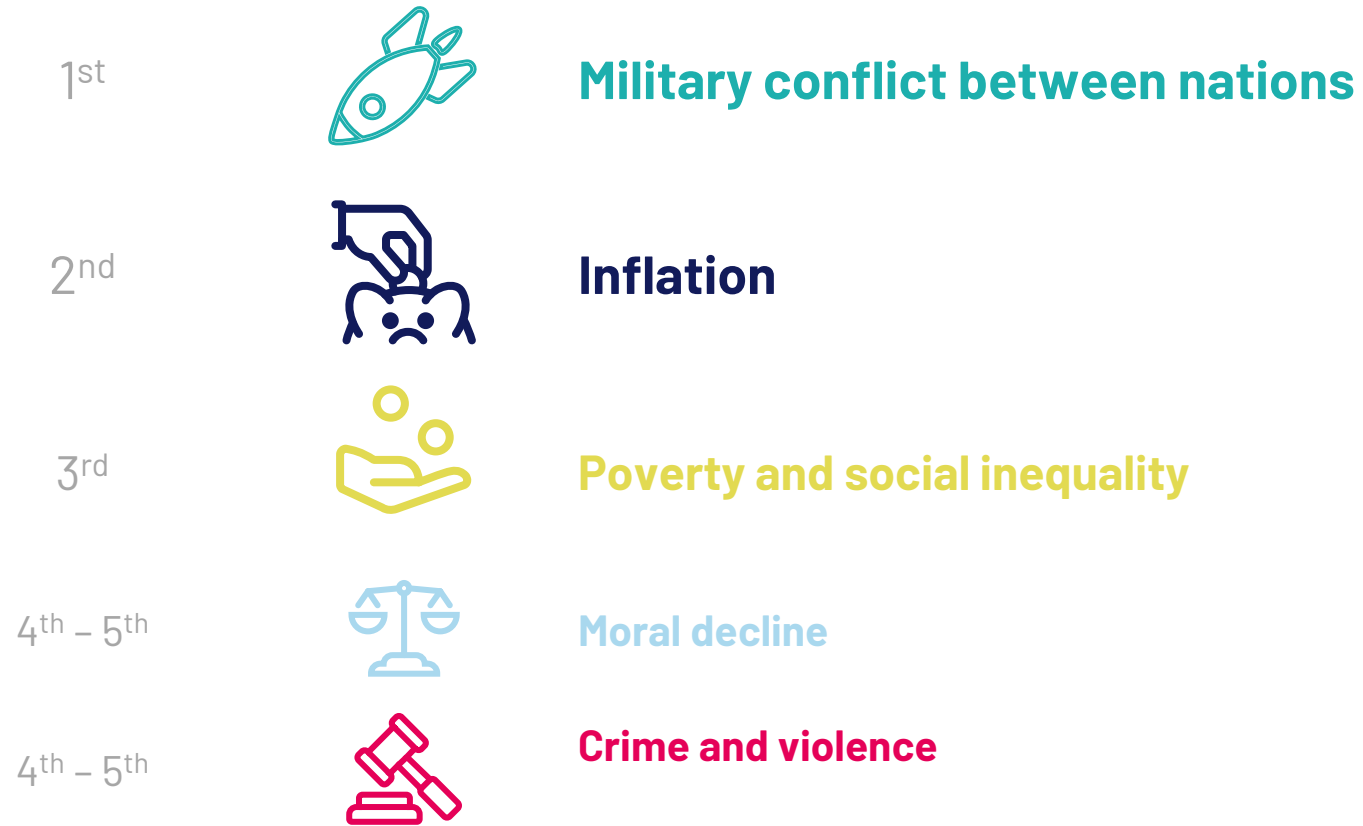 1st Military conflict between nations
2nd Inflation
3rd Poverty and social inequality
4th – 5th Moral decline
4th – 5th Crime and violence